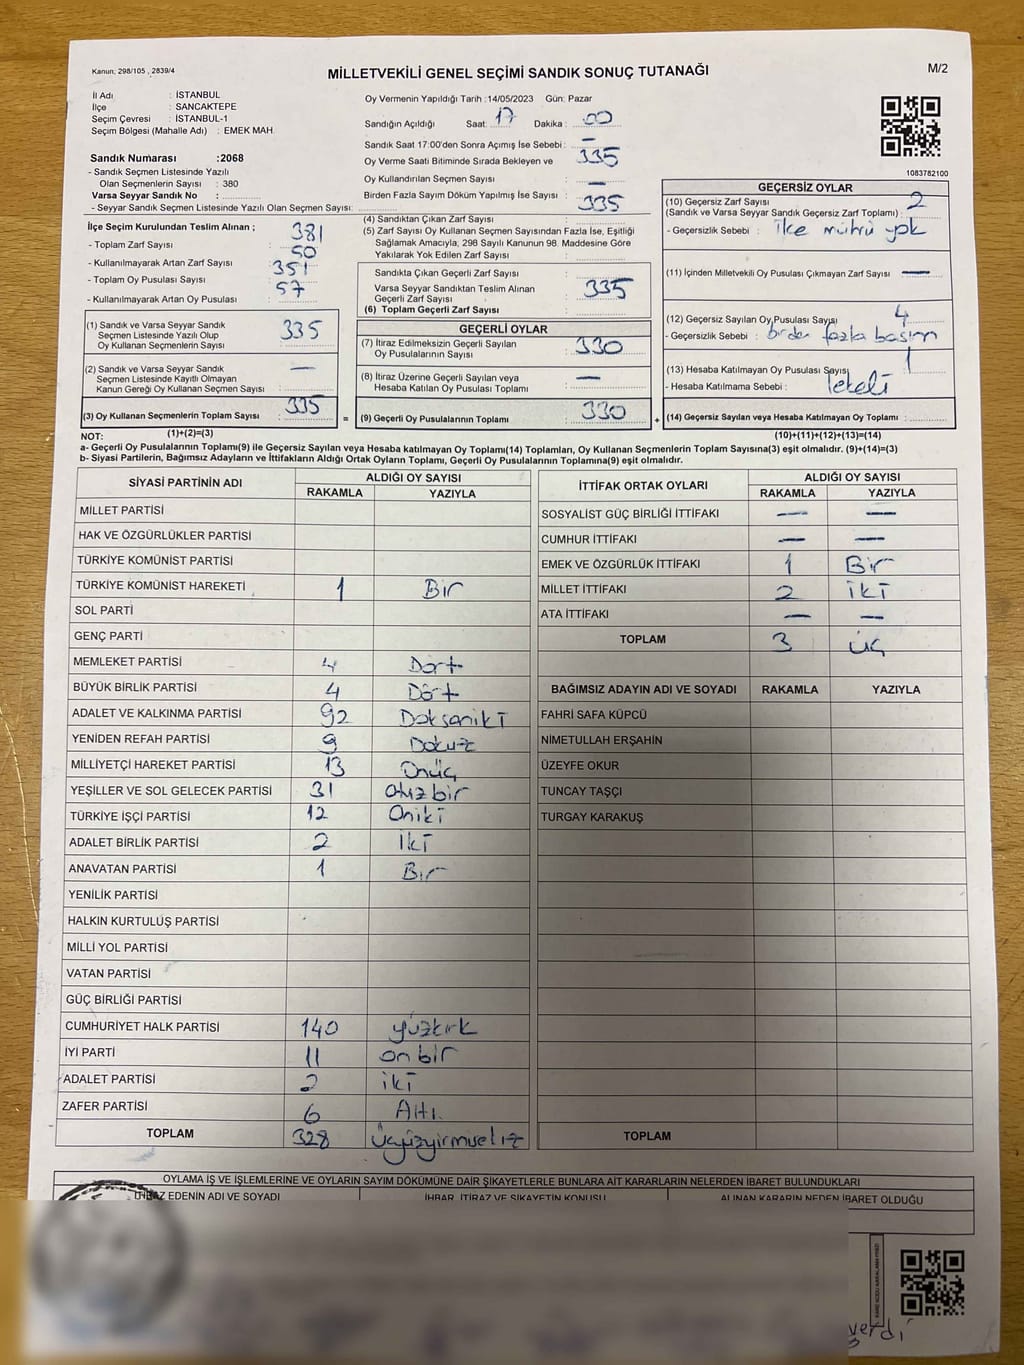 Kanun; 298/105 , 2839/4
MİLLETVEKİLİ GENEL SEÇİMİ SANDIK SONUÇ TUTANAĞI
M/2
İl Adı : İSTANBUL
İlçe : SANCAKTEPE
Seçim Çevresi : İSTANBUL-1
Seçim Bölgesi (Mahalle Adı) : EMEK MAH.
Sandık Numarası :2068
- Sandık Seçmen Listesinde Yazılı
Olan Seçmenlerin Sayısı : 380
Varsa Seyyar Sandık No :
- Seyyar Sandık Seçmen Listesinde Yazılı Olan Seçmen Sayısı:
Oy Vermenin Yapıldığı Tarih :14/05/2023 Gün: Pazar
Sandığın Açıldığı Saat: 17 Dakika : 00
Sandık Saat 17:00'den Sonra Açımış İse Sebebi : —
Oy Verme Saati Bitiminde Sırada Bekleyen ve 335
Oy Kullandırılan Seçmen Sayısı :
Birden Fazla Sayım Döküm Yapılmış İse Sayısı : —
1083782100
İlçe Seçim Kurulundan Teslim Alınan ;
- Toplam Zarf Sayısı : 381
- Kullanılmayarak Artan Zarf Sayısı : 50
- Toplam Oy Pusulası Sayısı : 351
- Kullanılmayarak Artan Oy Pusulası : 57
(4) Sandıktan Çıkan Zarf Sayısı : 335
(5) Zarf Sayısı Oy Kullanan Seçmen Sayısından Fazla İse, Eşitliği
Sağlamak Amacıyla; 298 Sayılı Kanunun 98. Maddesine Göre
Yakılarak Yok Edilen Zarf Sayısı :
Sandıkta Çıkan Geçerli Zarf Sayısı :
Varsa Seyyar Sandıktan Teslim Alınan
Geçerli Zarf Sayısı : 335
(6) Toplam Geçerli Zarf Sayısı :
GEÇERSİZ OYLAR
(10) Geçersiz Zarf Sayısı 2
(Sandık ve Varsa Seyyar Sandık Geçersiz Zarf Toplamı) :
- Geçersizlik Sebebi : ilçe mührü yok
(11) İçinden Milletvekili Oy Pusulası Çıkmayan Zarf Sayısı : —
(12) Geçersiz Sayılan Oy Pusulası Sayısı : 4
- Geçersizlik Sebebi : birden fazla basım
(13) Hesaba Katılmayan Oy Pusulası Sayısı : 1
- Hesaba Katılmama Sebebi : lekeli
(14) Geçersiz Sayılan veya Hesaba Katılmayan Oy Toplamı :
(10)+(11)+(12)+(13)=(14)
(1) Sandık ve Varsa Seyyar Sandık
Seçmen Listesinde Yazılı Olup
Oy Kullanan Seçmenlerin Sayısı : 335
(2) Sandık ve Varsa Seyyar Sandık
Seçmen Listesinde Kayıtlı Olmayan
Kanun Gereği Oy Kullanan Seçmen Sayısı : —
(3) Oy Kullanan Seçmenlerin Toplam Sayısı : 335 =
(1)+(2)=(3)
GEÇERLİ OYLAR
(7) İtiraz Edilmeksizin Geçerli Sayılan
Oy Pusulalarının Sayısı : 330
(8) İtiraz Üzerine Geçerli Sayılan veya
Hesaba Katılan Oy Pusulası Toplamı : —
(9) Geçerli Oy Pusulalarının Toplamı : 330 +
NOT:
a- Geçerli Oy Pusulalarının Toplamı(9) ile Geçersiz Sayılan veya Hesaba katılmayan Oy Toplamı(14) Toplamları, Oy Kullanan Seçmenlerin Toplam Sayısına(3) eşit olmalıdır. (9)+(14)=(3)
b- Siyasi Partilerin, Bağımsız Adayların ve İttifakların Aldığı Ortak Oyların Toplamı, Geçerli Oy Pusulalarının Toplamına(9) eşit olmalıdır.
SİYASİ PARTİNİN ADI ALDIĞI OY SAYISI
RAKAMLA YAZIYLA
MİLLET PARTİSİ
HAK VE ÖZGÜRLÜKLER PARTİSİ
TÜRKİYE KOMÜNİST PARTİSİ
TÜRKİYE KOMÜNİST HAREKETİ 1 Bir
SOL PARTİ
GENÇ PARTİ
MEMLEKET PARTİSİ 4 Dört
BÜYÜK BİRLİK PARTİSİ 4 Dört
ADALET VE KALKINMA PARTİSİ 92 Doksaniki
YENİDEN REFAH PARTİSİ 9 Dokuz
MİLLİYETÇİ HAREKET PARTİSİ 13 Onüç
YEŞİLLER VE SOL GELECEK PARTİSİ 31 Otuzbir
TÜRKİYE İŞÇİ PARTİSİ 12 Oniki
ADALET BİRLİK PARTİSİ 2 İki
ANAVATAN PARTİSİ 1 Bir
YENİLİK PARTİSİ
HALKIN KURTULUŞ PARTİSİ
MİLLİ YOL PARTİSİ
VATAN PARTİSİ
GÜÇ BİRLİĞİ PARTİSİ
CUMHURİYET HALK PARTİSİ 140 yüzkırk
İYİ PARTİ 11 on bir
ADALET PARTİSİ 2 iki
ZAFER PARTİSİ 6 Altı
TOPLAM 328 Üçyüzyirmisekiz
İTTİFAK ORTAK OYLARI ALDIĞI OY SAYISI
RAKAMLA YAZIYLA
SOSYALİST GÜÇ BİRLİĞİ İTTİFAKI — —
CUMHUR İTTİFAKI — —
EMEK VE ÖZGÜRLÜK İTTİFAKI 1 Bir
MİLLET İTTİFAKI 2 iki
ATA İTTİFAKI — —
TOPLAM 3 üç
BAĞIMSIZ ADAYIN ADI VE SOYADI RAKAMLA YAZIYLA
FAHRİ SAFA KÜPCÜ
NİMETULLAH ERŞAHİN
ÜZEYFE OKUR
TUNCAY TAŞÇI
TURGAY KARAKUŞ
TOPLAM
OYLAMA İŞ VE İŞLEMLERİNE VE OYLARIN SAYIM DÖKÜMÜNE DAİR ŞİKAYETLERLE BUNLARA AİT KARARLARIN NELERDEN İBARET BULUNDUKLARI
İHBAR EDENİN ADI VE SOYADI İHBAR, İTİRAZ VE ŞİKAYETİN KONUSU ALINAN KARARIN NEDEN İBARET OLDUĞU
verdi